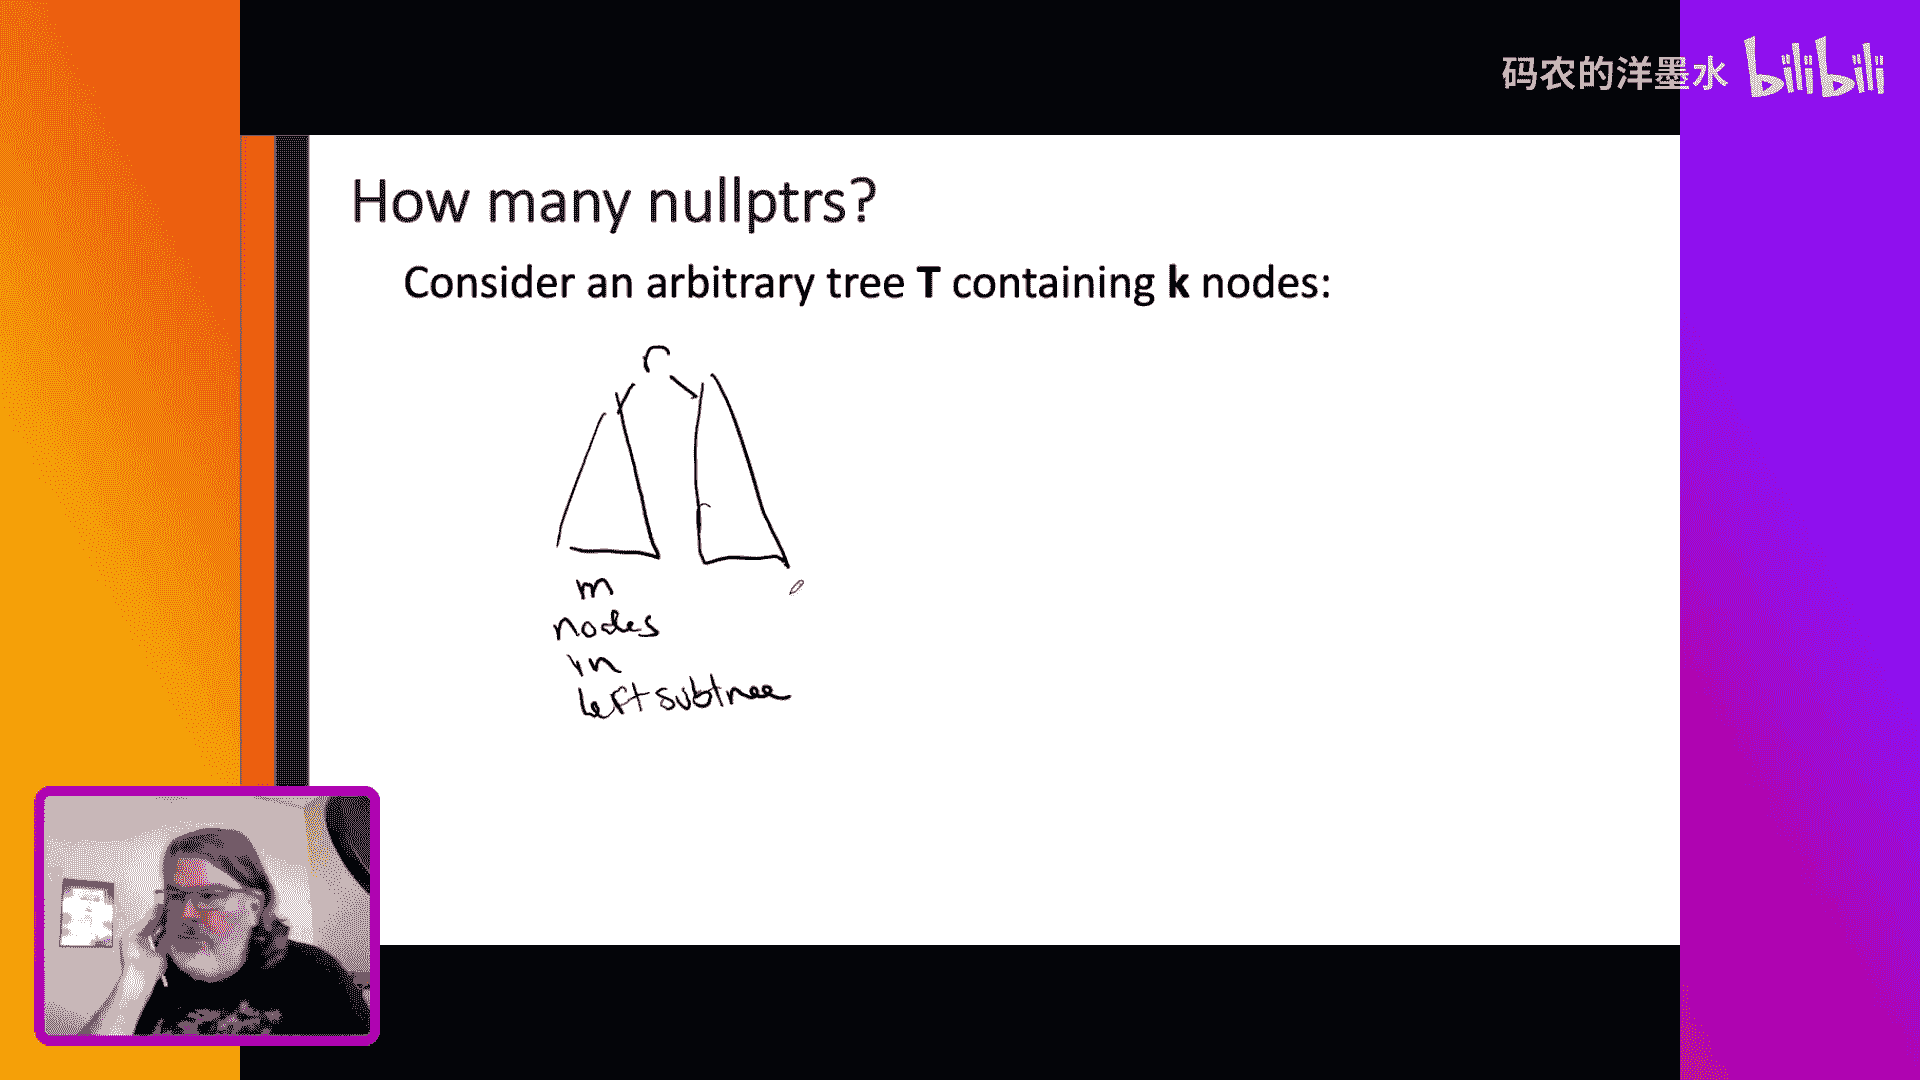 码农的洋墨水 bilibili
How many nullptrs?
Consider an arbitrary tree T containing k nodes:
r
m
nodes
in
left subtree